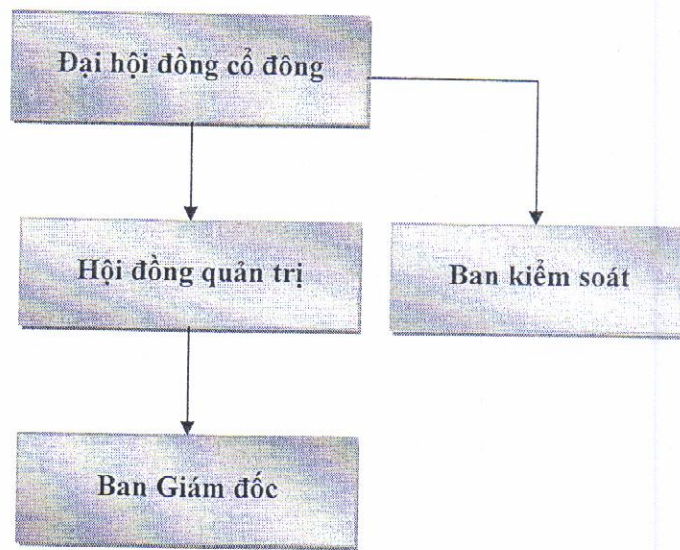 Đại hội đồng cổ đông
Hội đồng quản trị
Ban kiểm soát
Ban Giám đốc